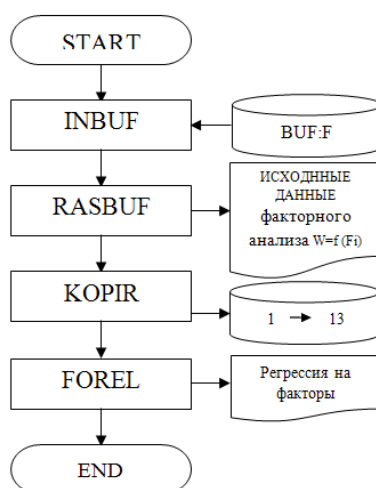 START
INBUF
BUF:F
RASBUF
ИСХОДННЫЕ
ДАННЫЕ
факторного
анализа W=f (Fi)
KOPIR
1 → 13
FOREL
Регрессия на
факторы
END